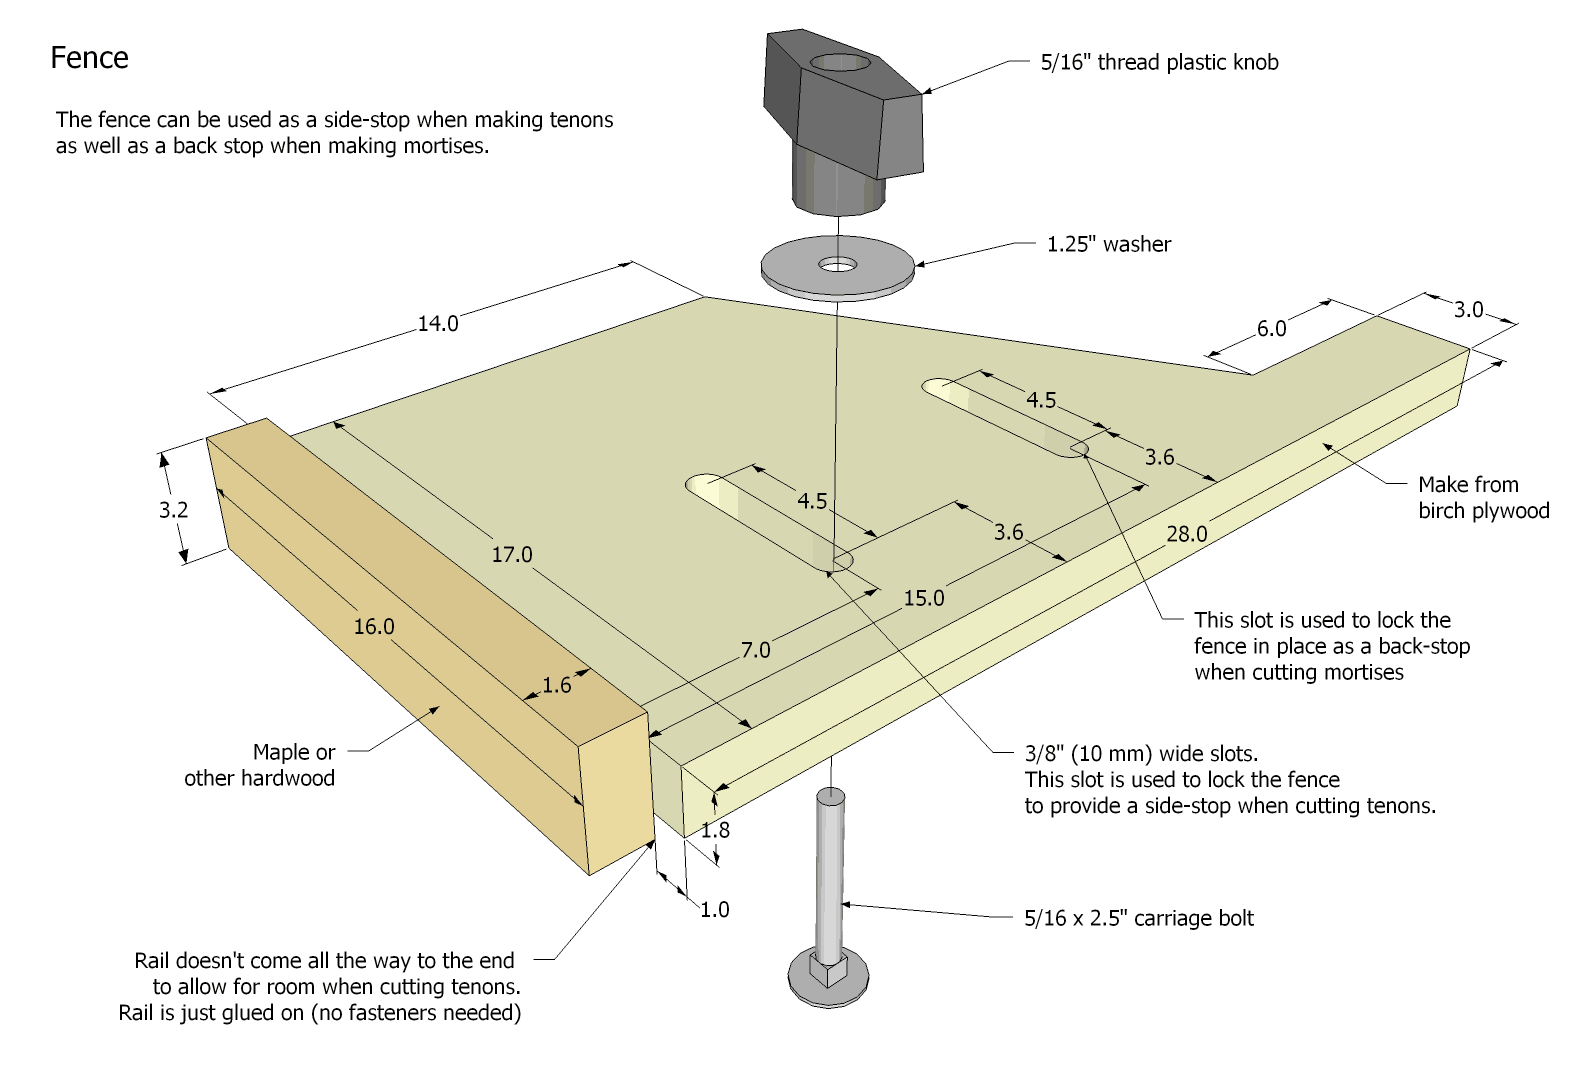 Fence
The fence can be used as a side-stop when making tenons
as well as a back stop when making mortises.
5/16" thread plastic knob
1.25" washer
14.0
6.0
3.0
4.5
3.6
3.2
4.5
3.6
17.0
28.0
15.0
16.0
7.0
1.6
1.8
1.0
Make from
birch plywood
This slot is used to lock the
fence in place as a back-stop
when cutting mortises
Maple or
other hardwood
3/8" (10 mm) wide slots.
This slot is used to lock the fence
to provide a side-stop when cutting tenons.
5/16 x 2.5" carriage bolt
Rail doesn't come all the way to the end
to allow for room when cutting tenons.
Rail is just glued on (no fasteners needed)